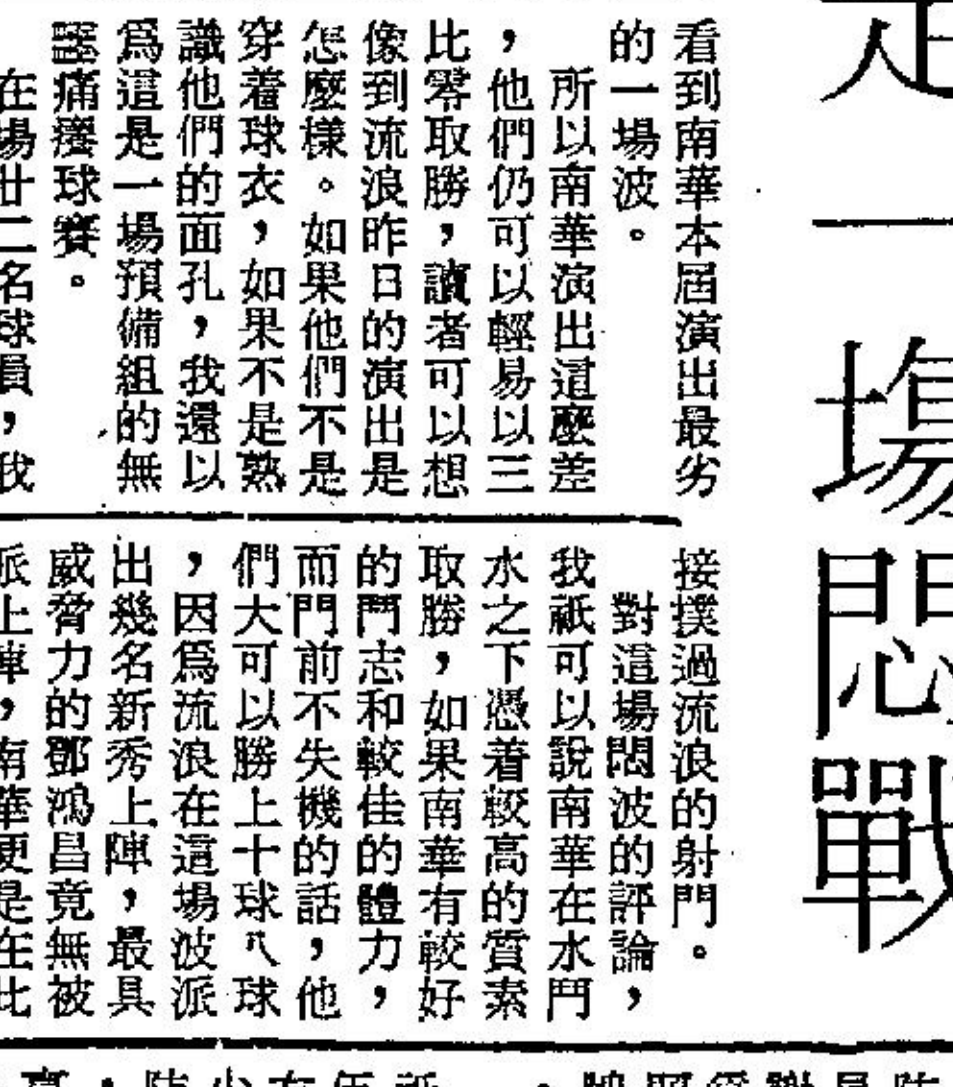 是一場悶戰
看到南華本屆演出最劣
的一場波。
所以南華演出這麼差
，他們仍可以輕易以三
比零取勝，讀者可以想
像到流浪昨日的演出是
怎麼樣。如果他們不是
穿着球衣，如果不是熟
識他們的面孔，我還以
爲這是一場預備組的無
痛癢球賽。
在場廿二名球員，我
接撲過流浪的射門。
對這場悶波的評論，
我祇可以說南華在水鬥
水之下憑着較高的質素
取勝，如果南華有較好
的鬥志和較佳的體力，
而門前不失機的話，他
們大可以勝上十球八球
，因爲流浪在這場波派
出幾名新秀上陣，最具
威脅力的鄧鴻昌竟無被
派上陣，南華更是在比